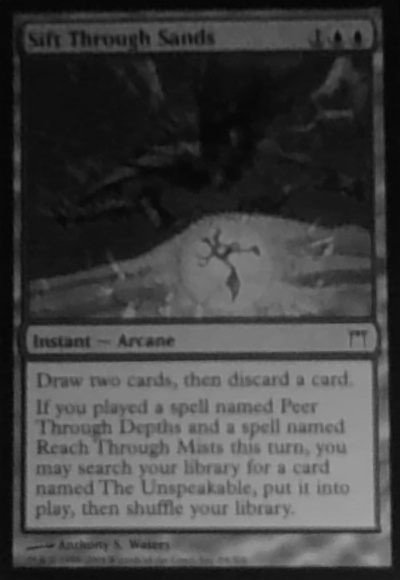 Sift Through Sands 1
Instant — Arcane
Draw two cards, then discard a card.
If you played a spell named Peer
Through Depths and a spell named
Reach Through Mists this turn, you
may search your library for a card
named The Unspeakable, put it into
play, then shuffle your library.
Anthony S. Waters